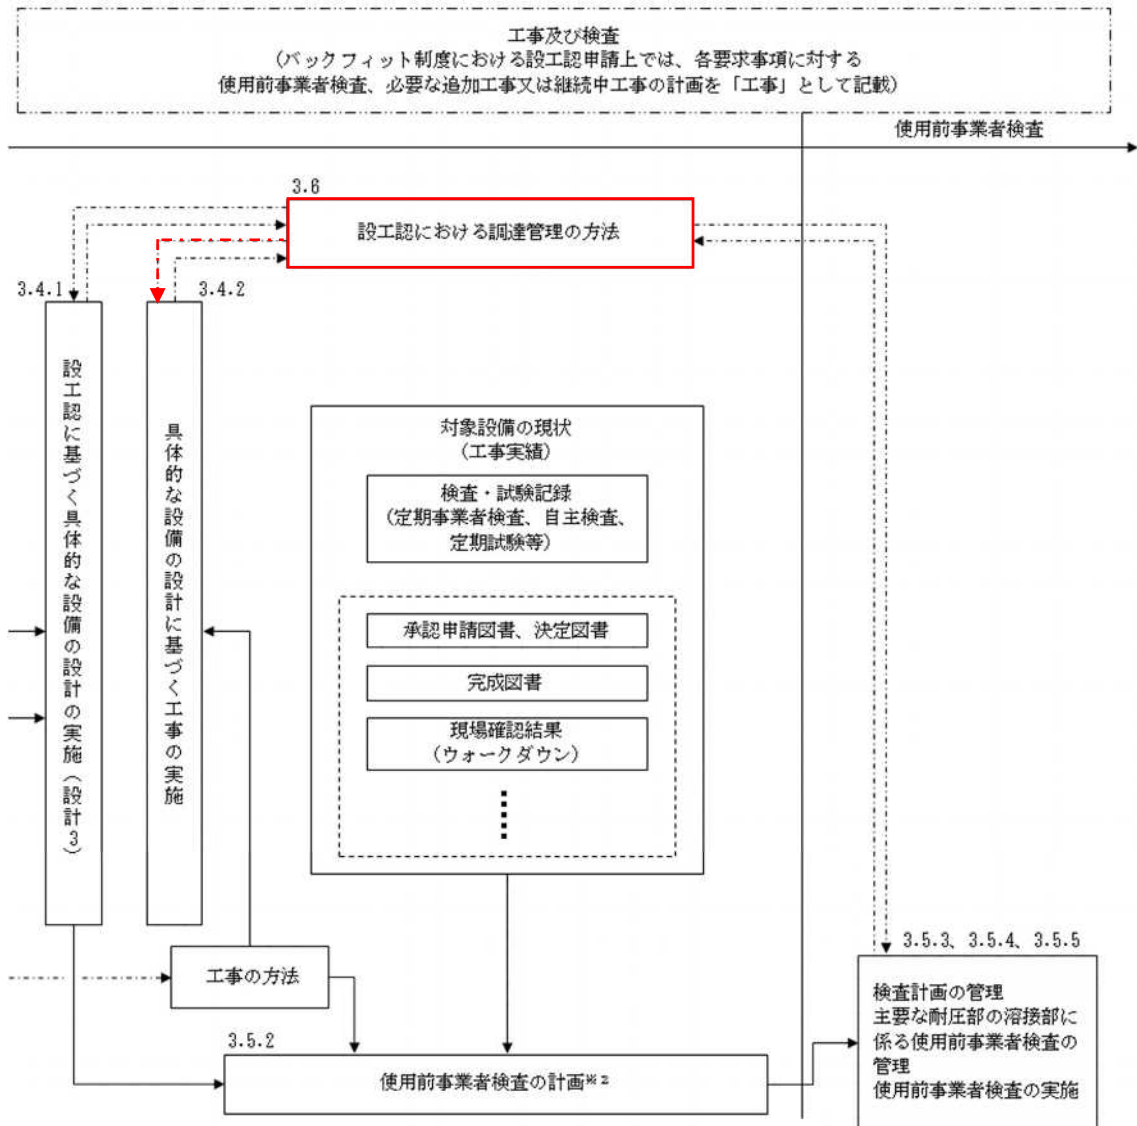 工事及び検査
(バックフィット制度における設工認申請上では、各要求事項に対する
使用前事業者検査、必要な追加工事又は継続中工事の計画を「工事」として記載)
使用前事業者検査
3.6
設工認における調達管理の方法
3.4.1
3.4.2
設工認に基づく具体的な設備の設計の実施(設計3)
具体的な設備の設計に基づく工事の実施
対象設備の現状
(工事実績)
検査・試験記録
(定期事業者検査、自主検査、
定期試験等)
承認申請図書、決定図書
完成図書
現場確認結果
(ウォークダウン)
工事の方法
3.5.2
使用前事業者検査の計画※2
3.5.3、3.5.4、3.5.5
検査計画の管理
主要な耐圧部の溶接部に
係る使用前事業者検査の
管理
使用前事業者検査の実施